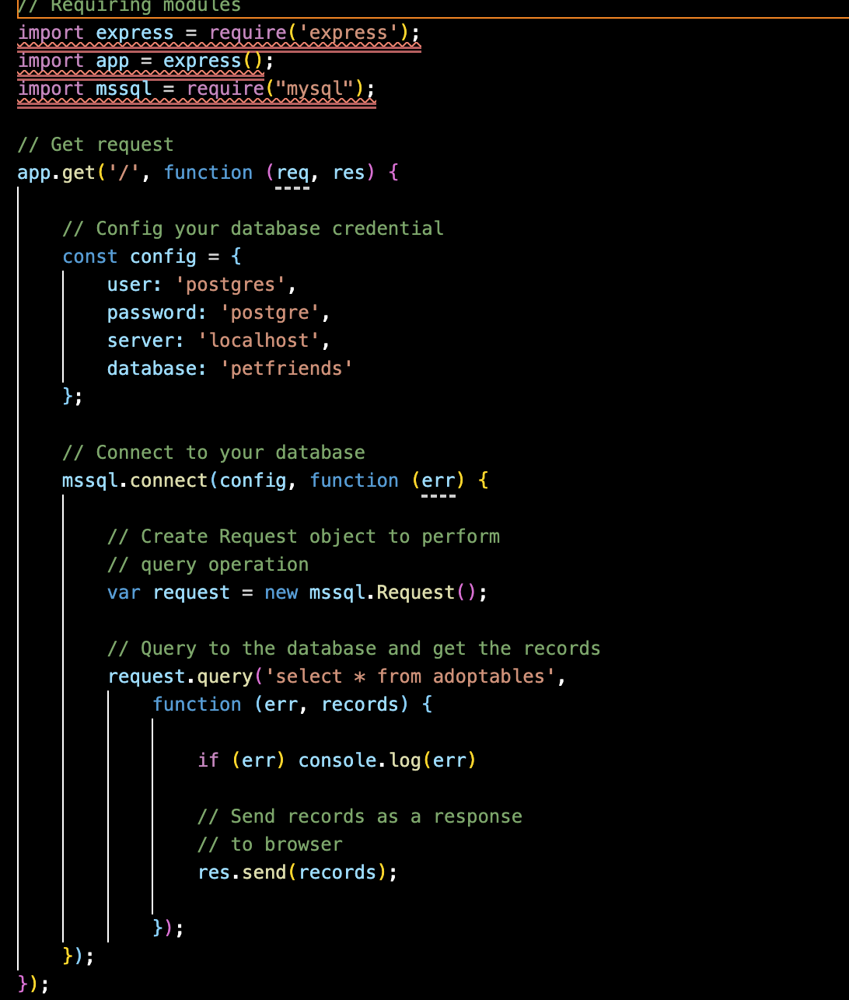 // Requiring modules
import express = require('express');
import app = express();
import mssql = require("mysql");

// Get request
app.get('/', function (req, res) {

    // Config your database credential
    const config = {
        user: 'postgres',
        password: 'postgre',
        server: 'localhost',
        database: 'petfriends'
    };

    // Connect to your database
    mssql.connect(config, function (err) {

        // Create Request object to perform
        // query operation
        var request = new mssql.Request();

        // Query to the database and get the records
        request.query('select * from adoptables',
            function (err, records) {

                if (err) console.log(err)

                // Send records as a response
                // to browser
                res.send(records);

            });
    });
});